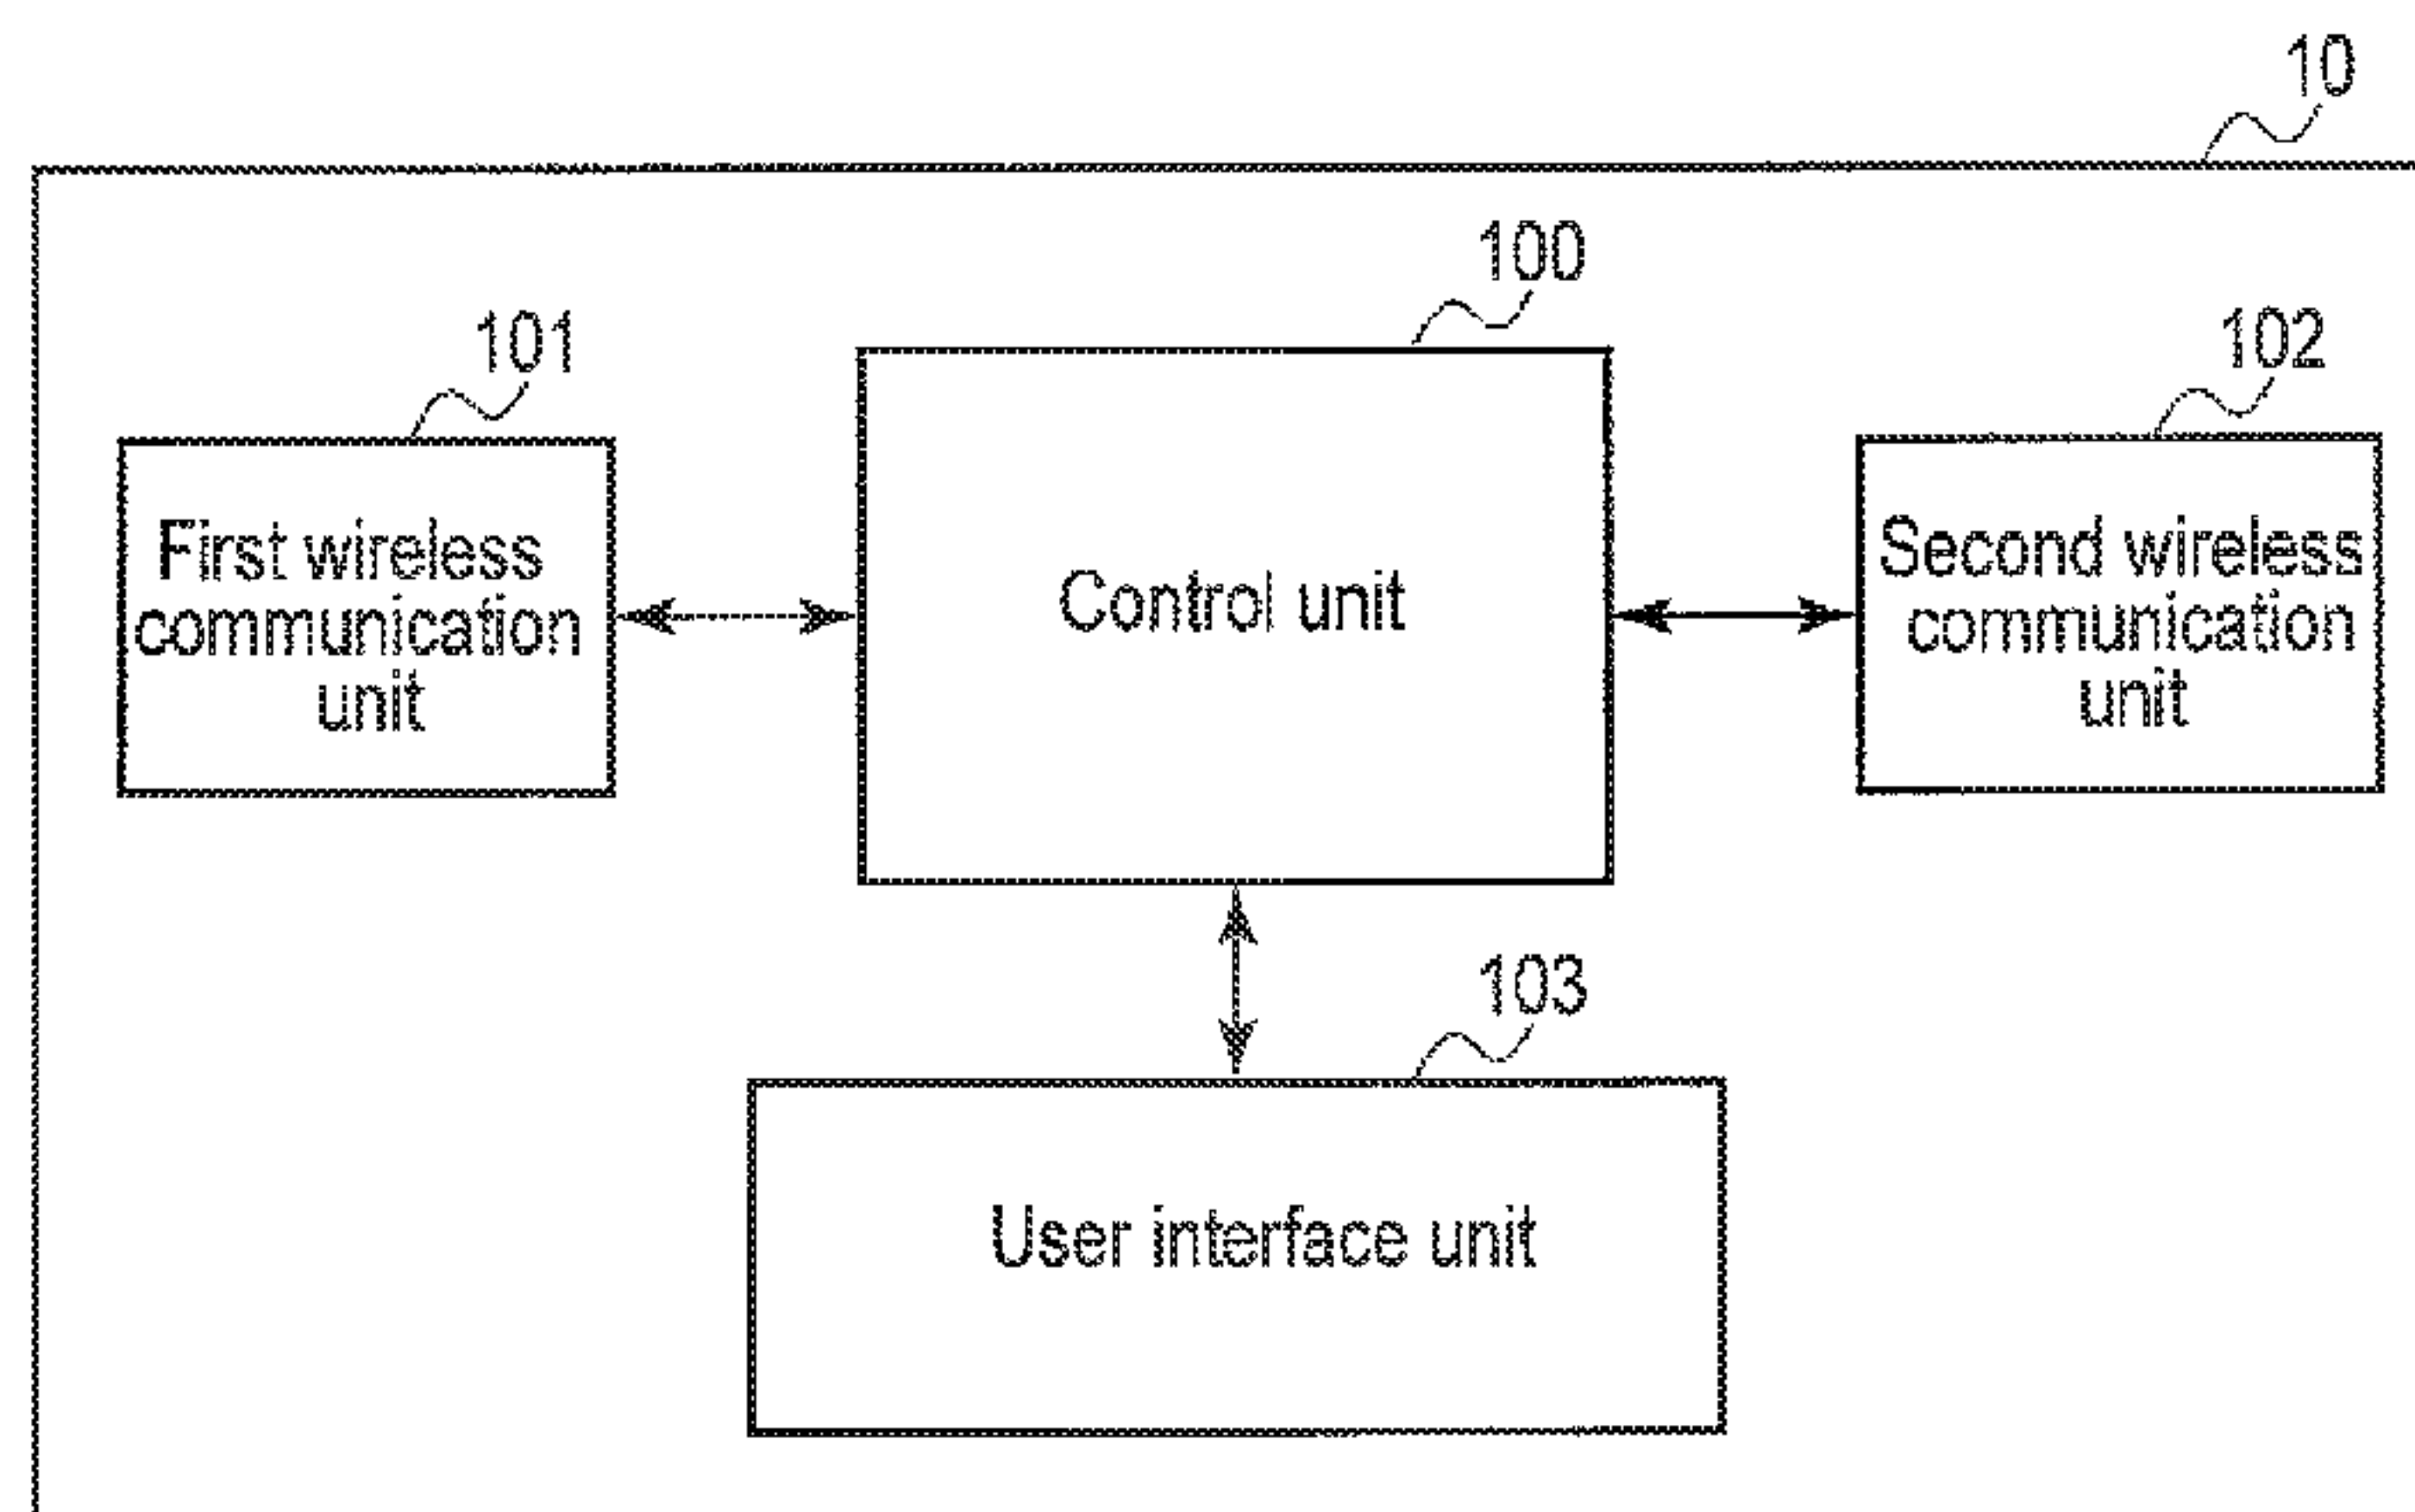 10
100
101
102
First wireless
communication
unit
Control unit
Second wireless
communication
unit
103
User interface unit